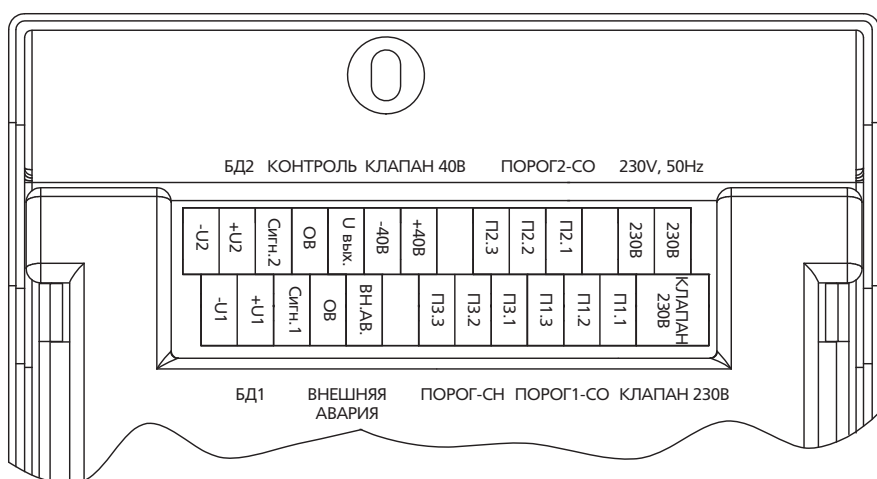 БД2 КОНТРОЛЬ КЛАПАН 40В ПОРОГ2-СО 230V, 50Hz
-U2 +U2 Сигн.2 ОВ U вых. -40В +40В П2.3 П2.2 П2.1 230В 230В
-U1 +U1 Сигн.1 ОВ ВН.АВ. П3.3 П3.2 П3.1 П1.3 П1.2 П1.1 КЛАПАН
230В
БД1 ВНЕШНЯЯ ПОРОГ-СН ПОРОГ1-СО КЛАПАН 230В
АВАРИЯ